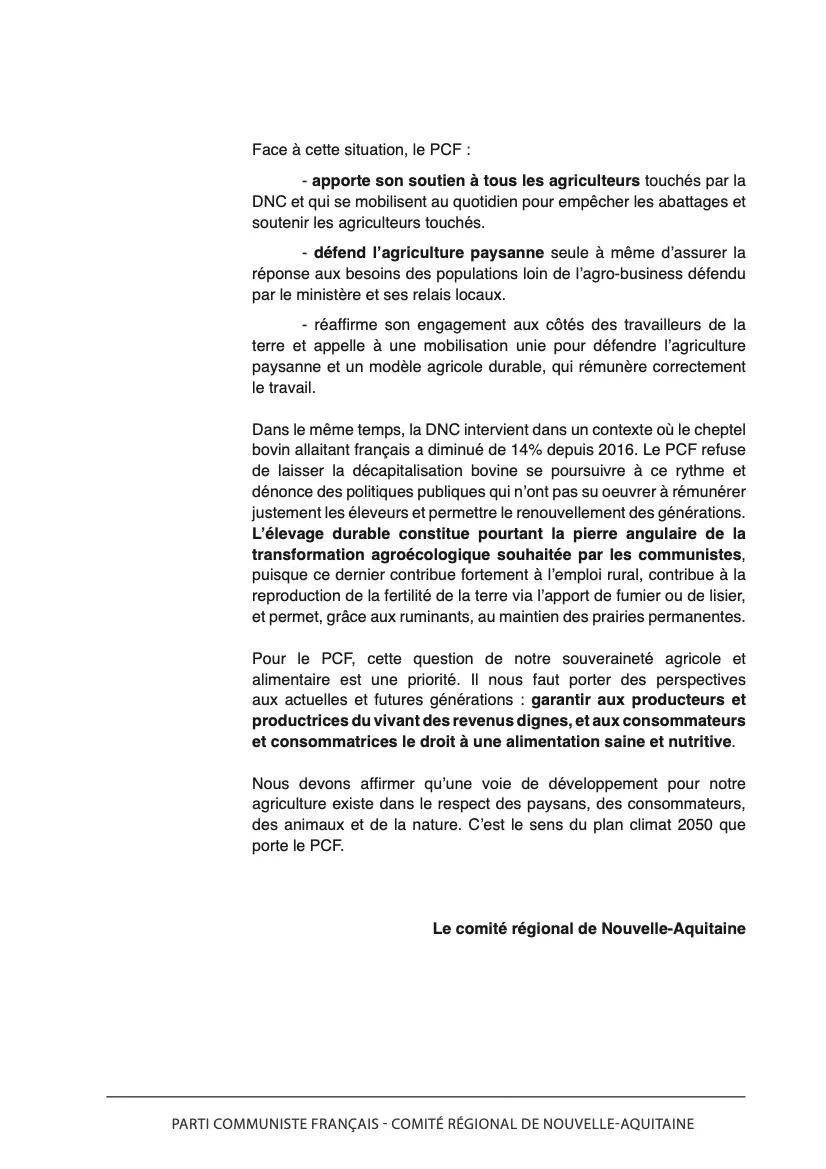 Face à cette situation, le PCF :
- apporte son soutien à tous les agriculteurs touchés par la
DNC et qui se mobilisent au quotidien pour empêcher les abattages et
soutenir les agriculteurs touchés.
- défend l’agriculture paysanne seule à même d’assurer la
réponse aux besoins des populations loin de l’agro-business défendu
par le ministère et ses relais locaux.
- réaffirme son engagement aux côtés des travailleurs de la
terre et appelle à une mobilisation unie pour défendre l’agriculture
paysanne et un modèle agricole durable, qui rémunère correctement
le travail.
Dans le même temps, la DNC intervient dans un contexte où le cheptel
bovin allaitant français a diminué de 14% depuis 2016. Le PCF refuse
de laisser la décapitalisation bovine se poursuivre à ce rythme et
dénonce des politiques publiques qui n’ont pas su oeuvrer à rémunérer
justement les éleveurs et permettre le renouvellement des générations.
L’élevage durable constitue pourtant la pierre angulaire de la
transformation agroécologique souhaitée par les communistes,
puisque ce dernier contribue fortement à l’emploi rural, contribue à la
reproduction de la fertilité de la terre via l’apport de fumier ou de lisier,
et permet, grâce aux ruminants, au maintien des prairies permanentes.
Pour le PCF, cette question de notre souveraineté agricole et
alimentaire est une priorité. Il nous faut porter des perspectives
aux actuelles et futures générations : garantir aux producteurs et
productrices du vivant des revenus dignes, et aux consommateurs
et consommatrices le droit à une alimentation saine et nutritive.
Nous devons affirmer qu’une voie de développement pour notre
agriculture existe dans le respect des paysans, des consommateurs,
des animaux et de la nature. C’est le sens du plan climat 2050 que
porte le PCF.
Le comité régional de Nouvelle-Aquitaine
PARTI COMMUNISTE FRANÇAIS - COMITÉ RÉGIONAL DE NOUVELLE-AQUITAINE